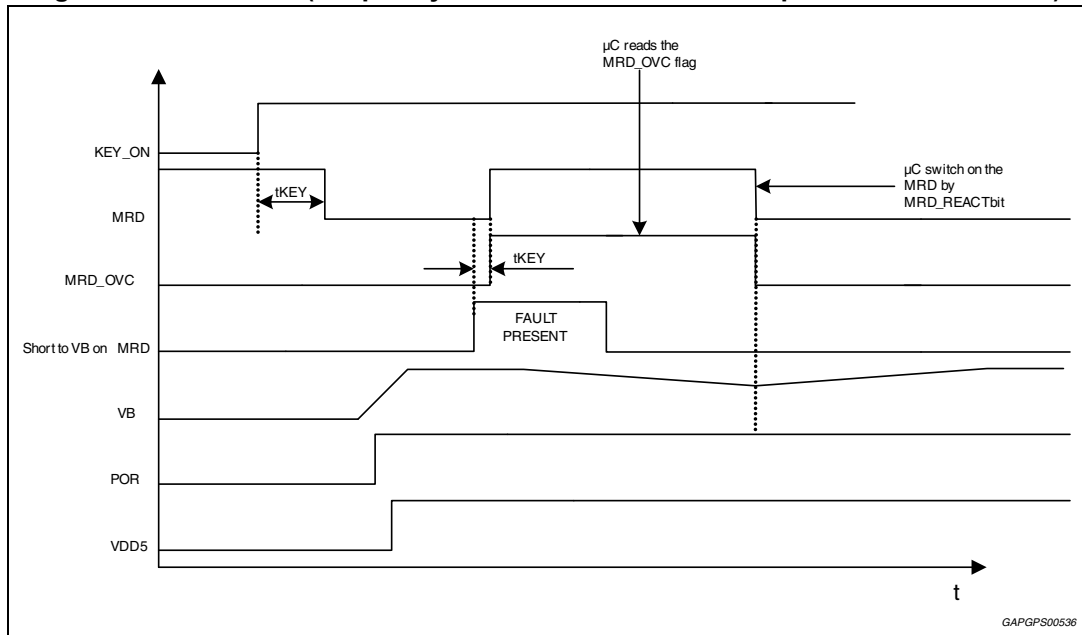 µC reads the
MRD_OVC flag
KEY_ON
tKEY
µC switch on the
MRD by
MRD_REACTbit
MRD
tKEY
MRD_OVC
FAULT
PRESENT
Short to VB on MRD
VB
POR
VDD5
t
GAPGPS00536